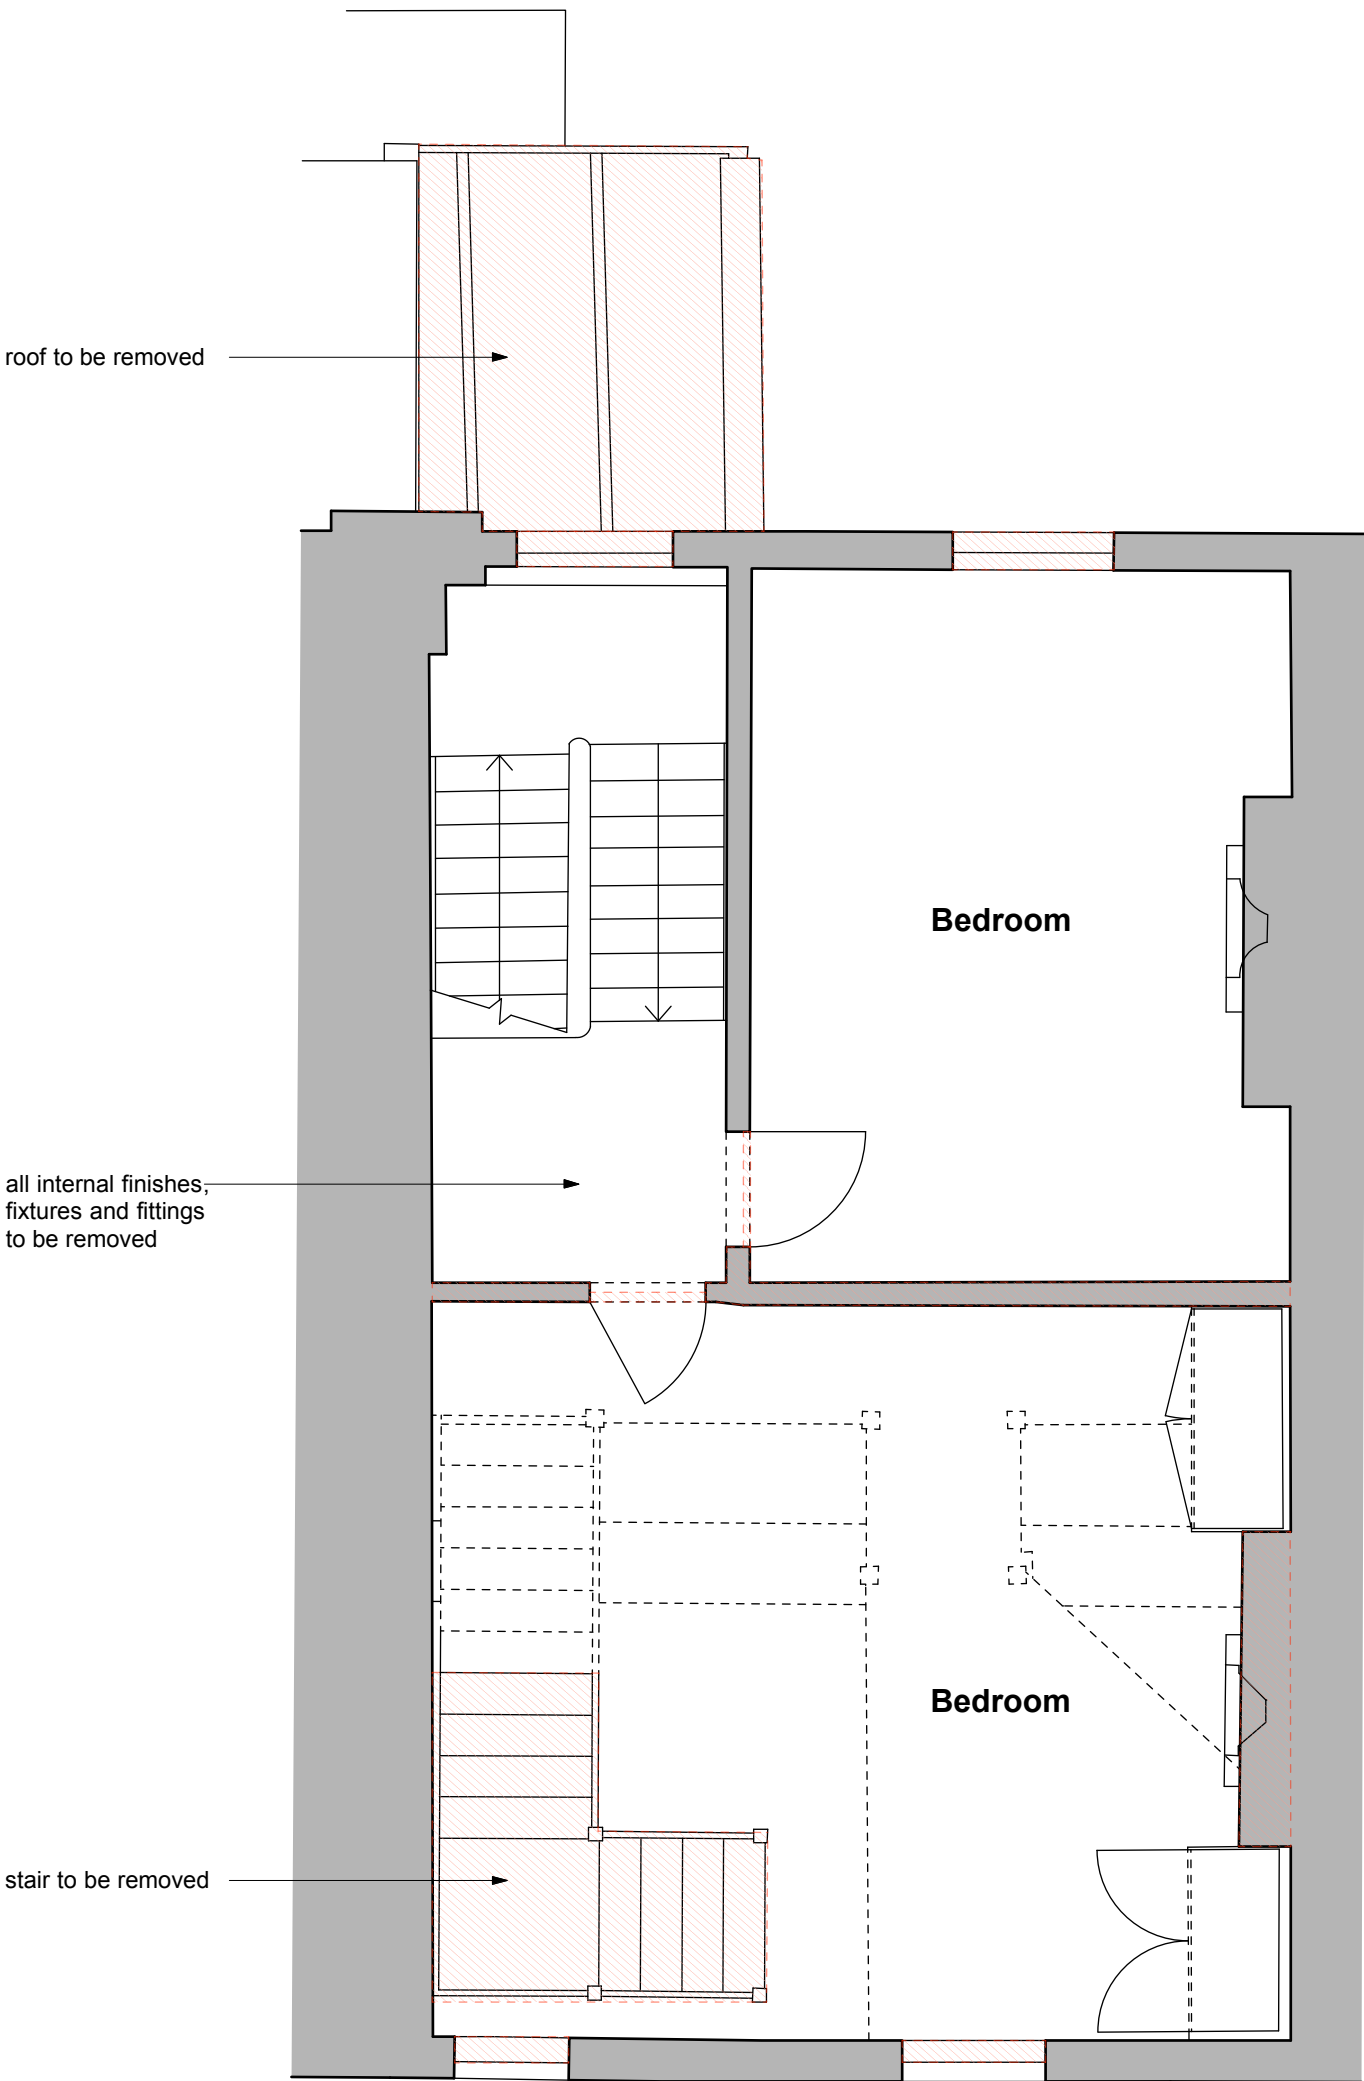 roof to be removed
Bedroom
all internal finishes,
fixtures and fittings
to be removed
Bedroom
stair to be removed